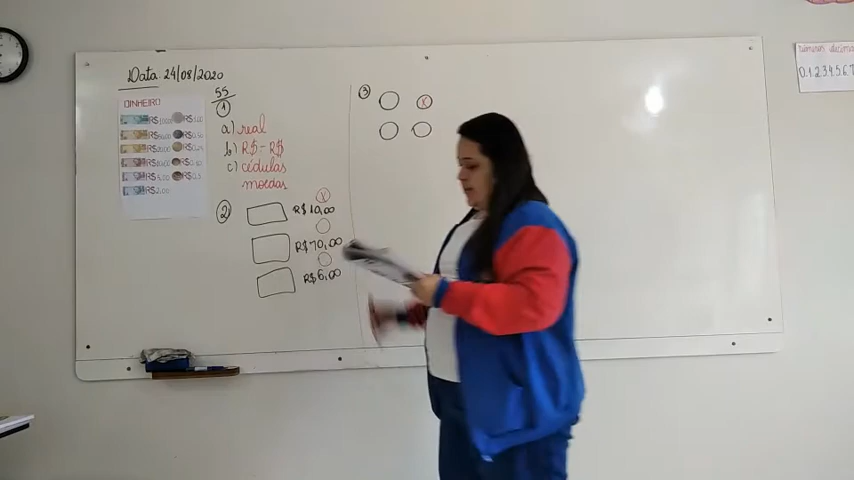 Data 24/08/2020
DINHEIRO
R$ 100,00 R$ 1,00
R$ 50,00 R$ 0,50
R$ 20,00 R$ 0,25
R$ 10,00 R$ 0,10
R$ 5,00
R$ 2,00
55
1
a) real
b) R$ - R$
c) cédulas
moedas
2
X
R$ 10,00
R$ 70,00
R$ 6,00
3
X
números decimais
0.1.2.3.4.5.6.7